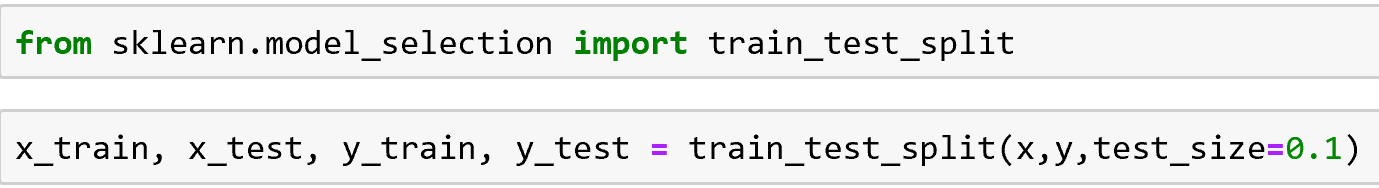 from sklearn.model_selection import train_test_split
x_train, x_test, y_train, y_test = train_test_split(x,y,test_size=0.1)